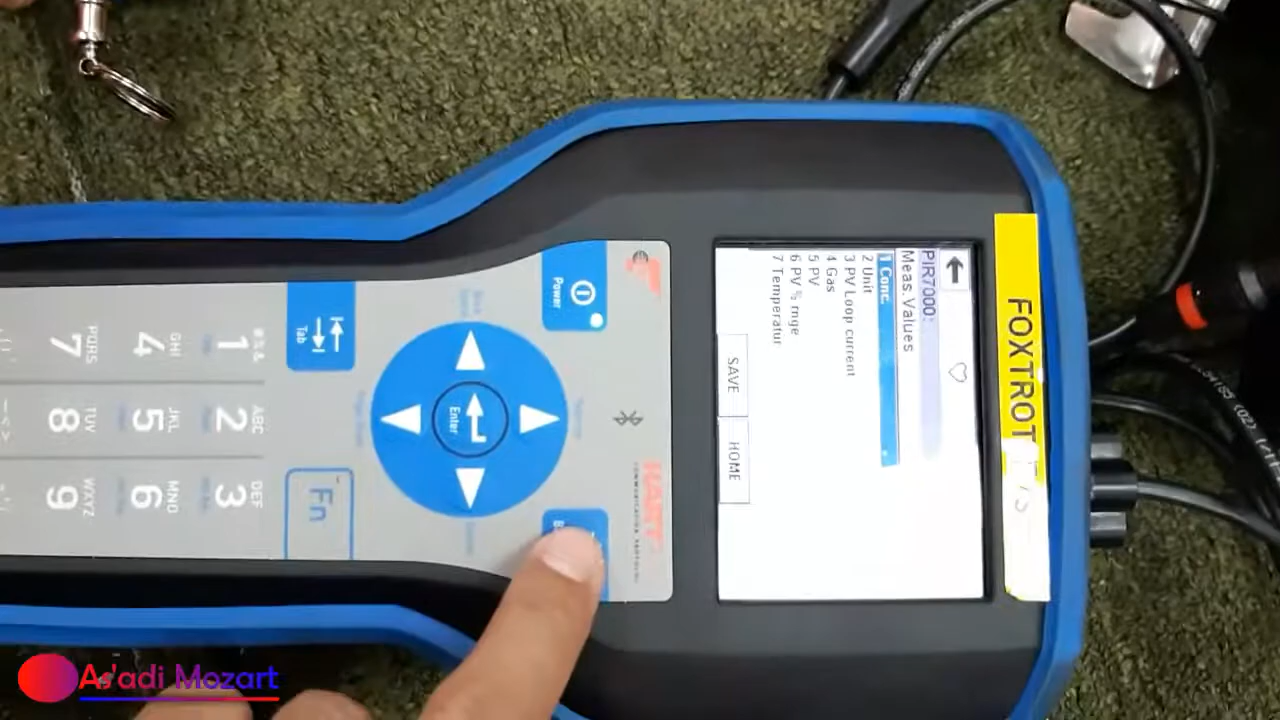 FOXTROT
PIR7000:
Meas.Values
1 Conc.
2 Unit
3 PV Loop current
4 Gas
5 PV
6 PV % rnge
7 Temperatur
SAVE
HOME
HART
COMMUNICATION PROTOCOL
Power
Enter
Tab
Fn
1
2 ABC
3 DEF
4 GHI
5 JKL
6 MNO
7 PQRS
8 TUV
9 WXYZ
As'adi Mozart